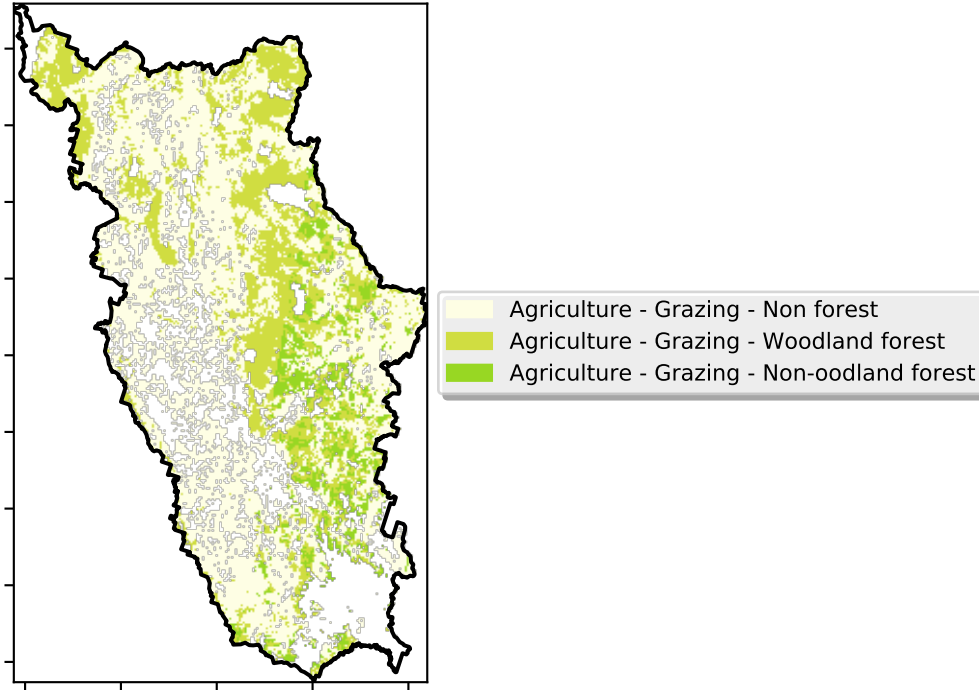 Agriculture - Grazing - Non forest
Agriculture - Grazing - Woodland forest
Agriculture - Grazing - Non-oodland forest